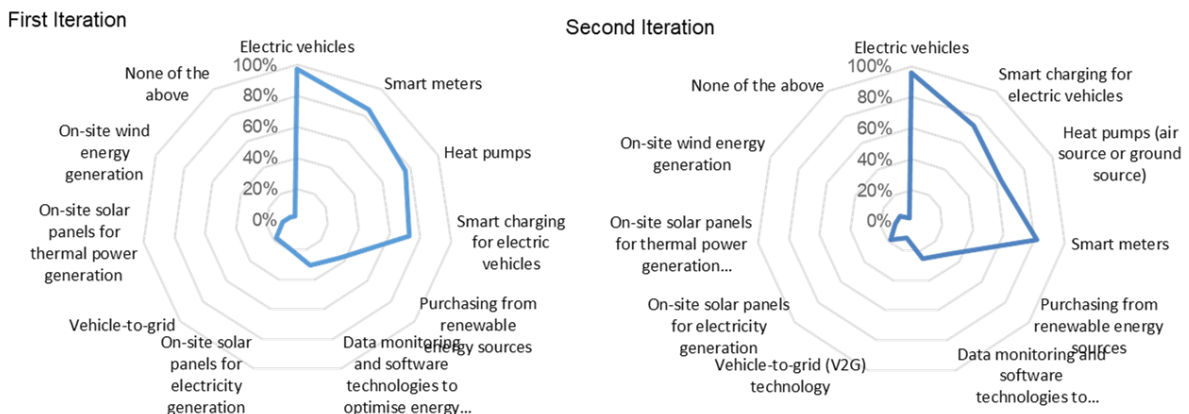 First Iteration
Electric vehicles
100%
80%
60%
40%
20%
0%
Smart meters
Heat pumps
Smart charging
for electric
vehicles
Purchasing from
renewable
energy sources
Data monitoring
and software
technologies to
optimise energy...
On-site solar
panels for
electricity
generation
Vehicle-to-grid
On-site solar
panels for
thermal power
generation
On-site wind
energy
generation
None of the
above
Second Iteration
Electric vehicles
100%
80%
60%
40%
20%
0%
Smart charging for
electric vehicles
Heat pumps (air
source or ground
source)
Smart meters
Purchasing from
renewable energy
sources
Data monitoring and
software
technologies to...
Vehicle-to-grid (V2G)
technology
On-site solar panels
for electricity
generation
On-site solar panels
for thermal power
generation...
On-site wind energy
generation
None of the above